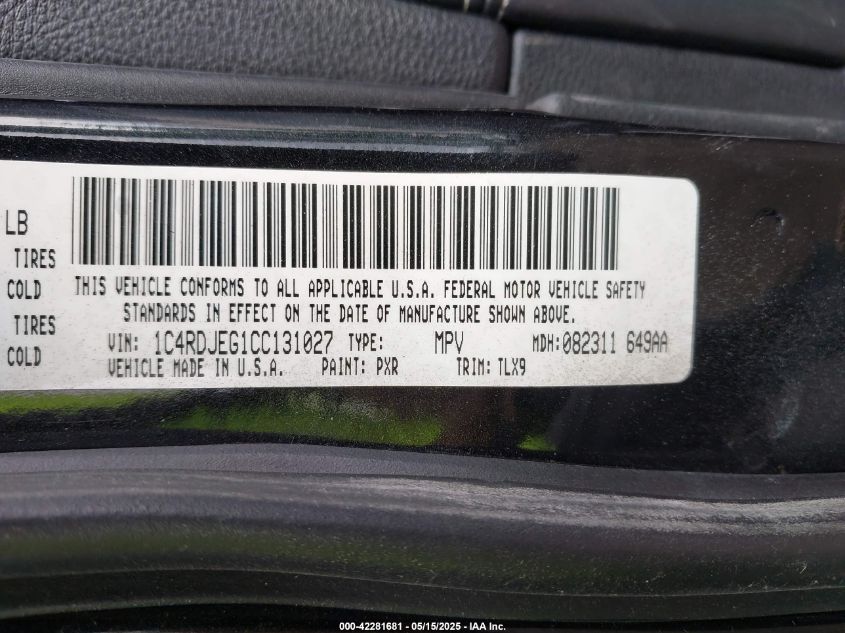 LB
TIRES
COLD
TIRES
COLD
THIS VEHICLE CONFORMS TO ALL APPLICABLE U.S.A. FEDERAL MOTOR VEHICLE SAFETY
STANDARDS IN EFFECT ON THE DATE OF MANUFACTURE SHOWN ABOVE.
VIN: 1C4RDJEG1CC131027 TYPE: MPV MDH:082311 649AA
VEHICLE MADE IN U.S.A. PAINT: PXR TRIM: TLX9
000-42281681 - 05/15/2025 - IAA Inc.